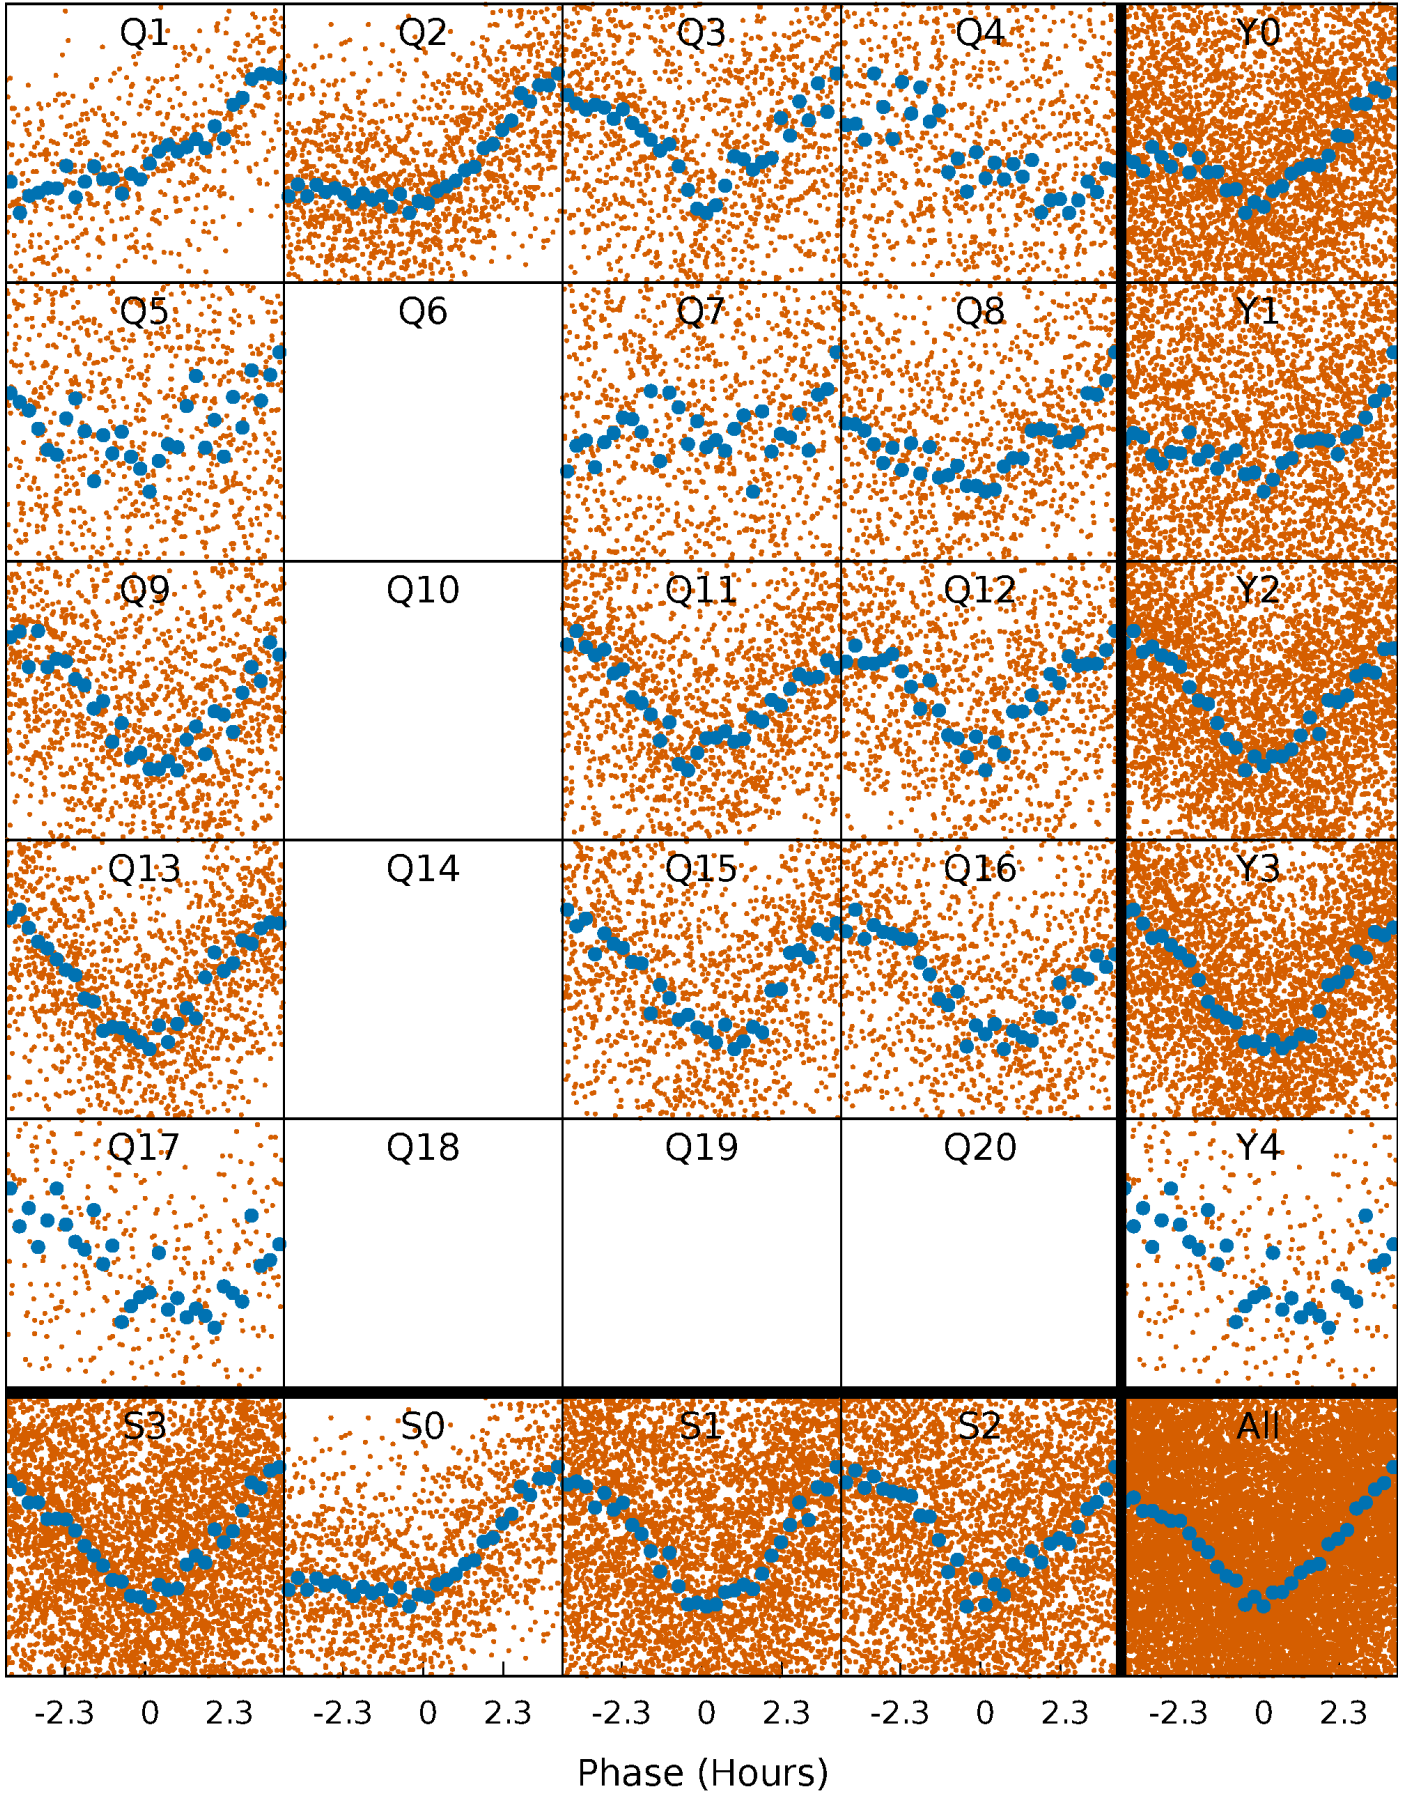 Q1 Q2 Q3 Q4 Y0
Q5 Q6 Q7 Q8 Y1
Q9 Q10 Q11 Q12 Y2
Q13 Q14 Q15 Q16 Y3
Q17 Q18 Q19 Q20 Y4
S3 S0 S1 S2 All
-2.3 0 2.3 -2.3 0 2.3 -2.3 0 2.3 -2.3 0 2.3 -2.3 0 2.3
Phase (Hours)